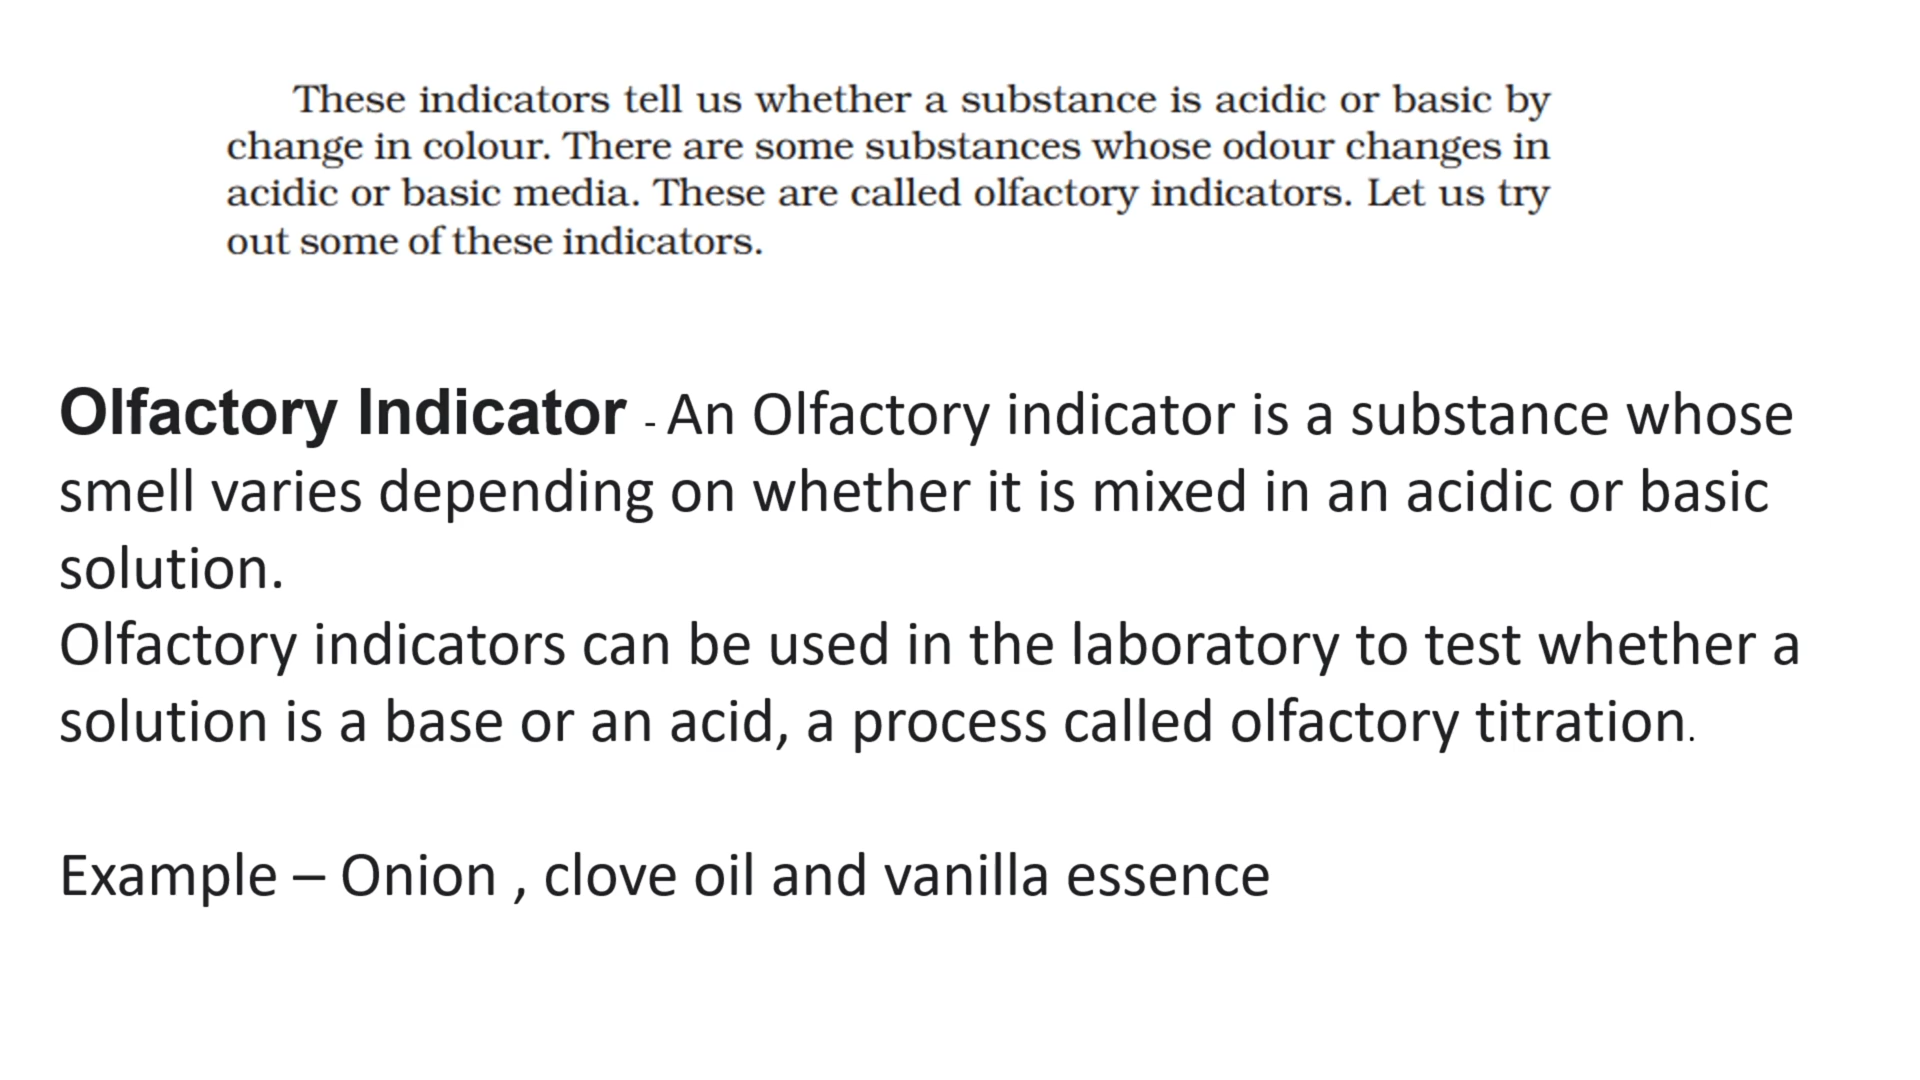 These indicators tell us whether a substance is acidic or basic by
change in colour. There are some substances whose odour changes in
acidic or basic media. These are called olfactory indicators. Let us try
out some of these indicators.
Olfactory Indicator - An Olfactory indicator is a substance whose
smell varies depending on whether it is mixed in an acidic or basic
solution.
Olfactory indicators can be used in the laboratory to test whether a
solution is a base or an acid, a process called olfactory titration.
Example – Onion , clove oil and vanilla essence